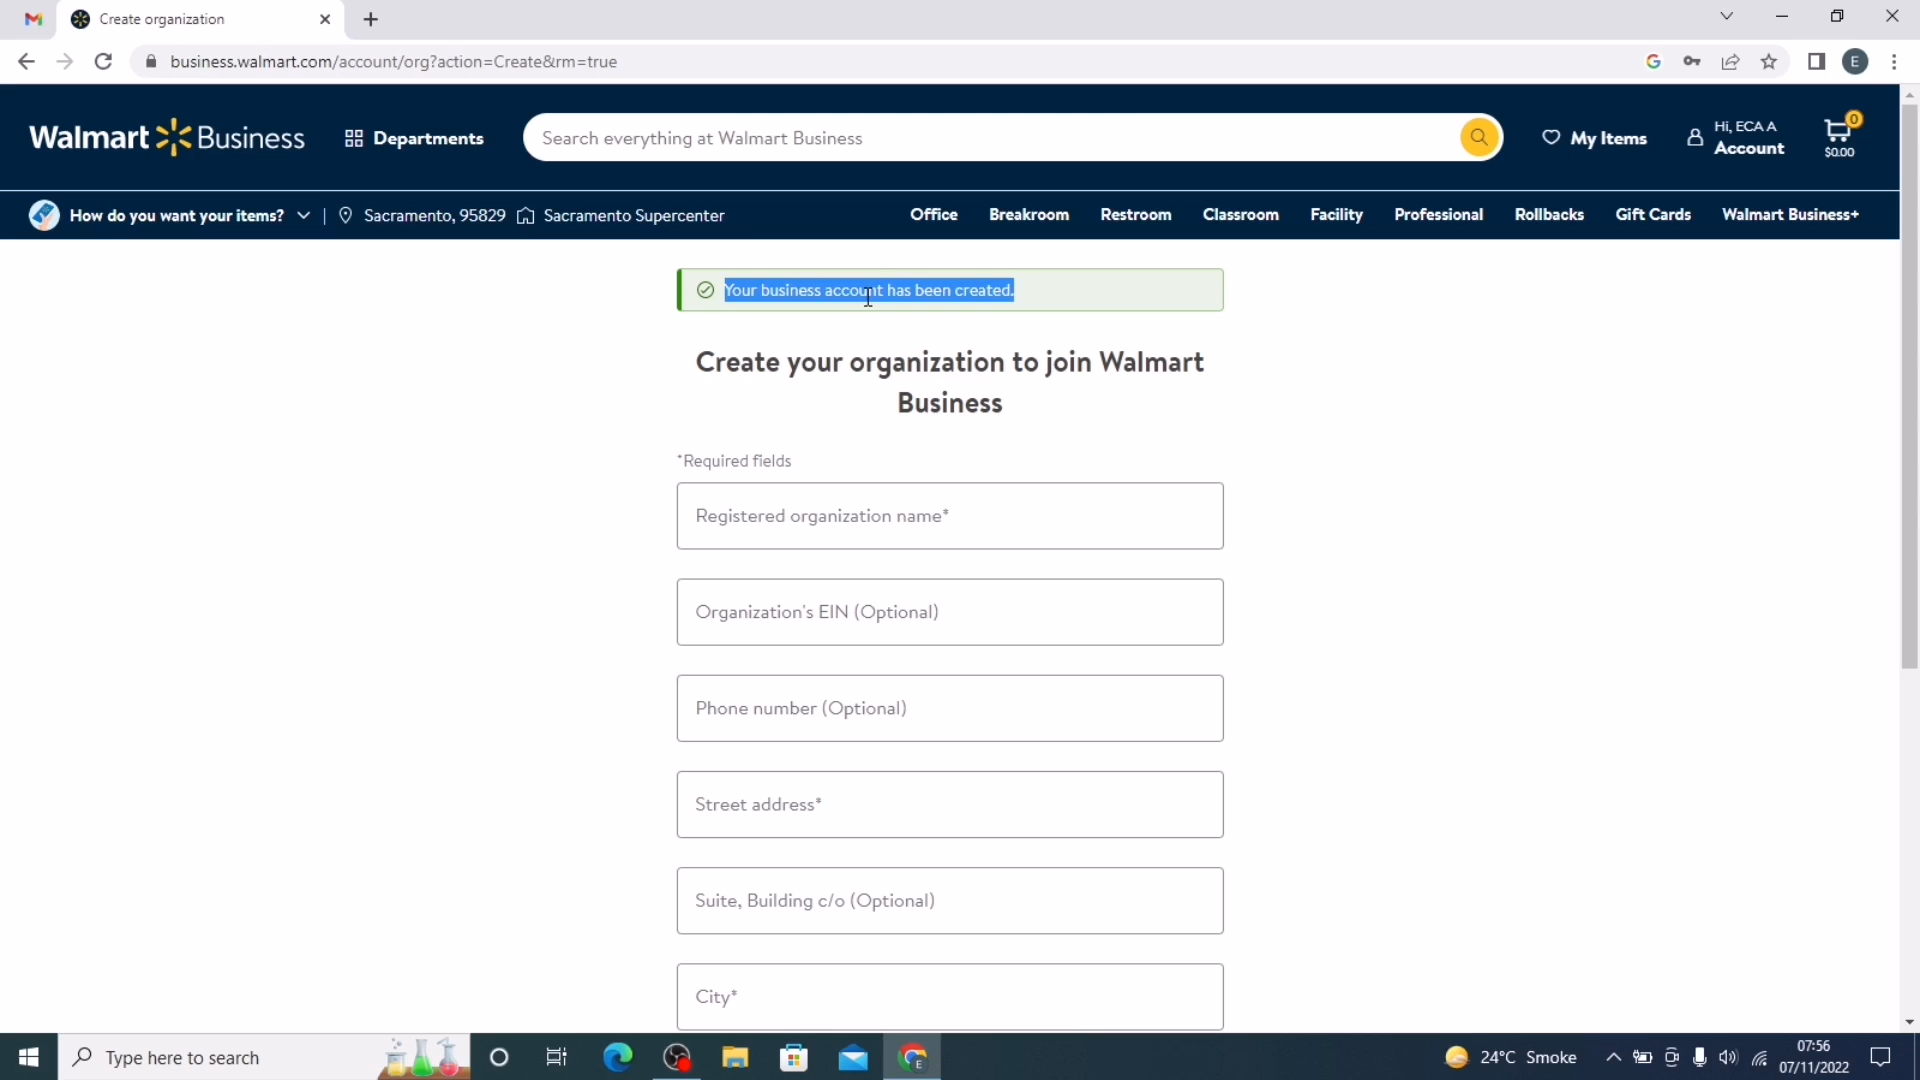 Create organization
business.walmart.com/account/org?action=Create&rm=true
E
Walmart Business
Departments
Search everything at Walmart Business
My Items
Hi, ECA A
Account
0
$0.00
How do you want your items?
Sacramento, 95829
Sacramento Supercenter
Office
Breakroom
Restroom
Classroom
Facility
Professional
Rollbacks
Gift Cards
Walmart Business+
Your business account has been created.
Create your organization to join Walmart
Business
*Required fields
Registered organization name*
Organization's EIN (Optional)
Phone number (Optional)
Street address*
Suite, Building c/o (Optional)
City*
Type here to search
E
24°C Smoke
07:56
07/11/2022